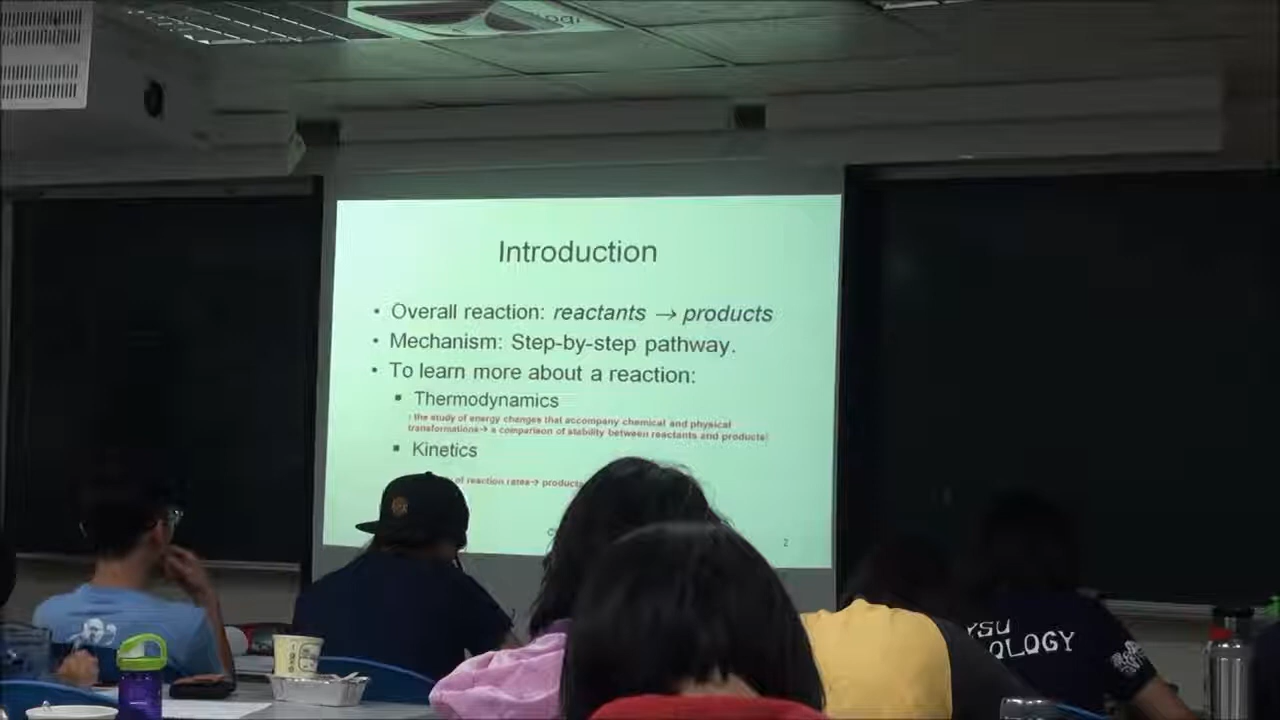 Introduction
• Overall reaction: reactants → products
• Mechanism: Step-by-step pathway.
• To learn more about a reaction:
▪ Thermodynamics
: the study of energy changes that accompany chemical and physical
transformations→ a comparison of stability between reactants and products!
▪ Kinetics
of reaction rates→ products
2
YSU
OLOGY